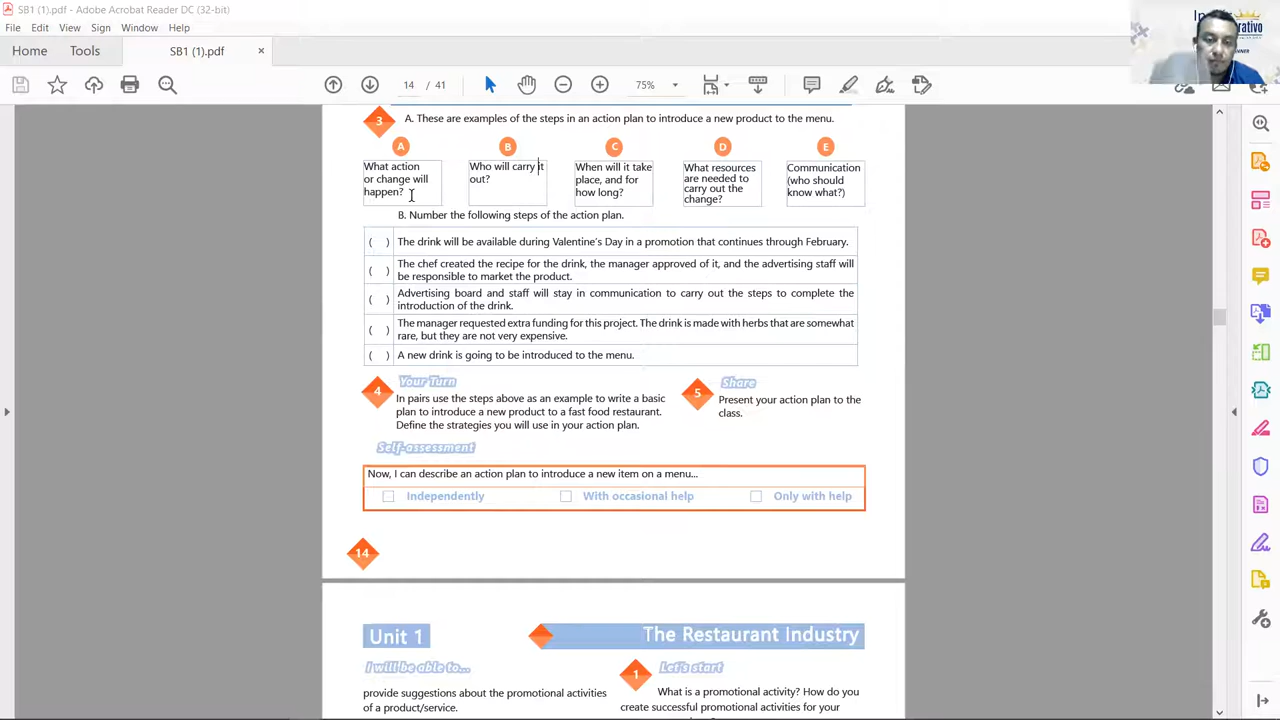 SB1 (1).pdf - Adobe Acrobat Reader DC (32-bit)
File Edit View Sign Window Help
Home Tools SB1 (1).pdf ×
14 / 41 75%
3 A. These are examples of the steps in an action plan to introduce a new product to the menu.
A B C D E
What action
or change will
happen?
Who will carry it
out?
When will it take
place, and for
how long?
What resources
are needed to
carry out the
change?
Communication
(who should
know what?)
B. Number the following steps of the action plan.
( ) The drink will be available during Valentine's Day in a promotion that continues through February.
( ) The chef created the recipe for the drink, the manager approved of it, and the advertising staff will
be responsible to market the product.
( ) Advertising board and staff will stay in communication to carry out the steps to complete the
introduction of the drink.
( ) The manager requested extra funding for this project. The drink is made with herbs that are somewhat
rare, but they are not very expensive.
( ) A new drink is going to be introduced to the menu.
4 Your Turn
In pairs use the steps above as an example to write a basic
plan to introduce a new product to a fast food restaurant.
Define the strategies you will use in your action plan.
5 Share
Present your action plan to the
class.
Self-assessment
Now, I can describe an action plan to introduce a new item on a menu...
Independently With occasional help Only with help
14
Unit 1 The Restaurant Industry
I will be able to...
provide suggestions about the promotional activities
of a product/service.
1 Let's start
What is a promotional activity? How do you
create successful promotional activities for your